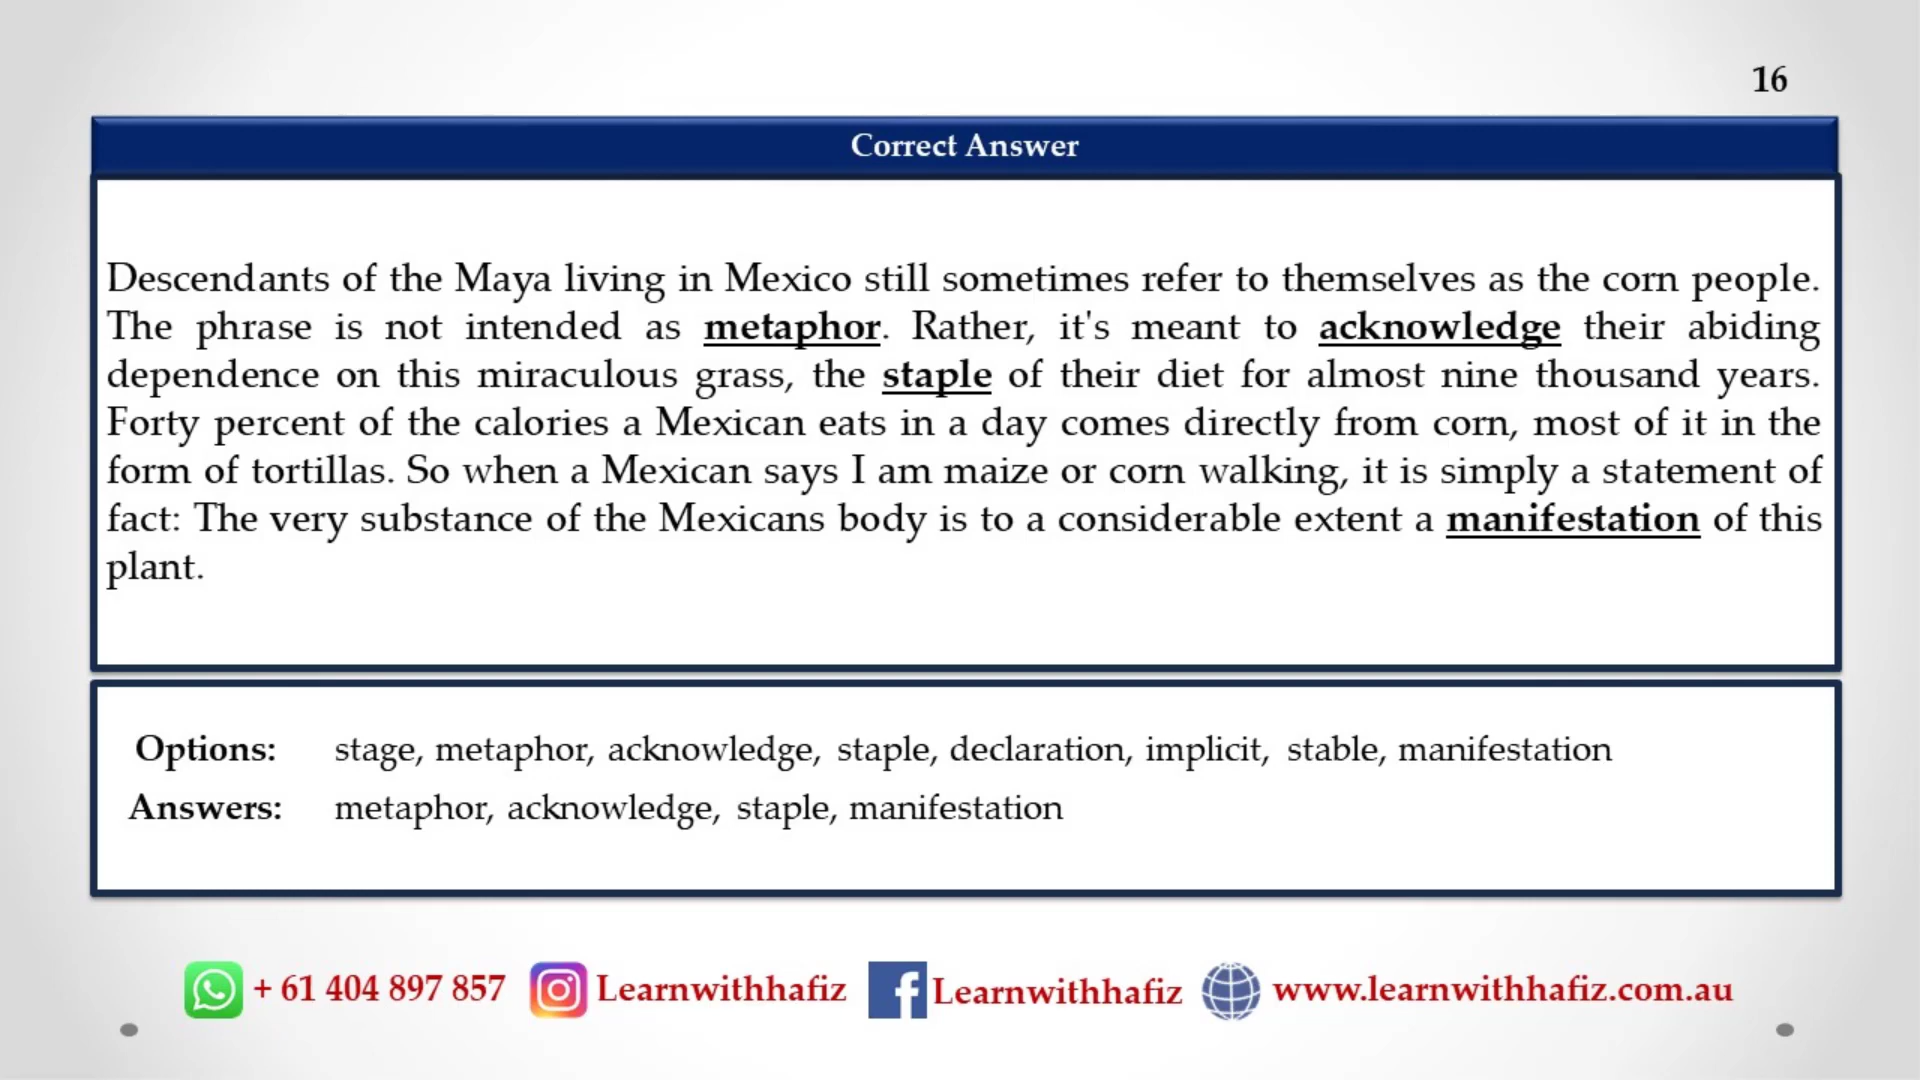 16
Correct Answer
Descendants of the Maya living in Mexico still sometimes refer to themselves as the corn people.
The phrase is not intended as metaphor. Rather, it's meant to acknowledge their abiding
dependence on this miraculous grass, the staple of their diet for almost nine thousand years.
Forty percent of the calories a Mexican eats in a day comes directly from corn, most of it in the
form of tortillas. So when a Mexican says I am maize or corn walking, it is simply a statement of
fact: The very substance of the Mexicans body is to a considerable extent a manifestation of this
plant.
Options: stage, metaphor, acknowledge, staple, declaration, implicit, stable, manifestation
Answers: metaphor, acknowledge, staple, manifestation
+ 61 404 897 857 Learnwithhafiz Learnwithhafiz www.learnwithhafiz.com.au